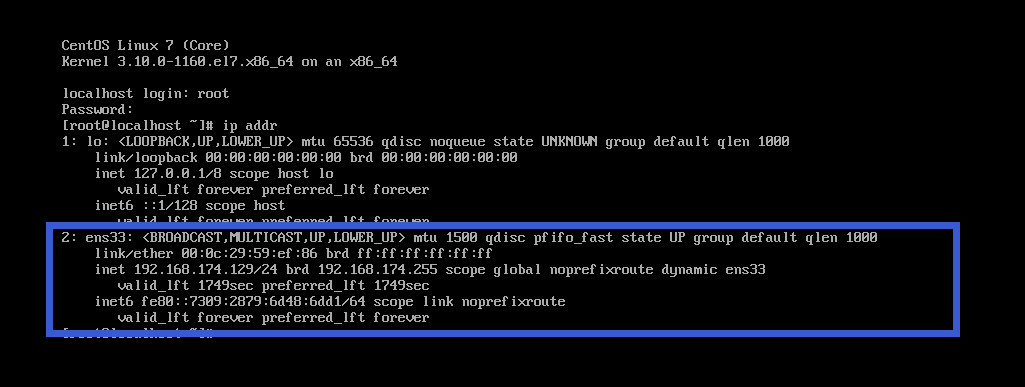 CentOS Linux 7 (Core)
Kernel 3.10.0-1160.el7.x86_64 on an x86_64
localhost login: root
Password:
[root@localhost ~]# ip addr
1: lo: <LOOPBACK,UP,LOWER_UP> mtu 65536 qdisc noqueue state UNKNOWN group default qlen 1000
link/loopback 00:00:00:00:00:00 brd 00:00:00:00:00:00
inet 127.0.0.1/8 scope host lo
valid_lft forever preferred_lft forever
inet6 ::1/128 scope host
valid_lft forever preferred_lft forever
2: ens33: <BROADCAST,MULTICAST,UP,LOWER_UP> mtu 1500 qdisc pfifo_fast state UP group default qlen 1000
link/ether 00:0c:29:59:ef:86 brd ff:ff:ff:ff:ff:ff
inet 192.168.174.129/24 brd 192.168.174.255 scope global noprefixroute dynamic ens33
valid_lft 1749sec preferred_lft 1749sec
inet6 fe80::7309:2879:6d48:6dd1/64 scope link noprefixroute
valid_lft forever preferred_lft forever
[root@localhost ~]#